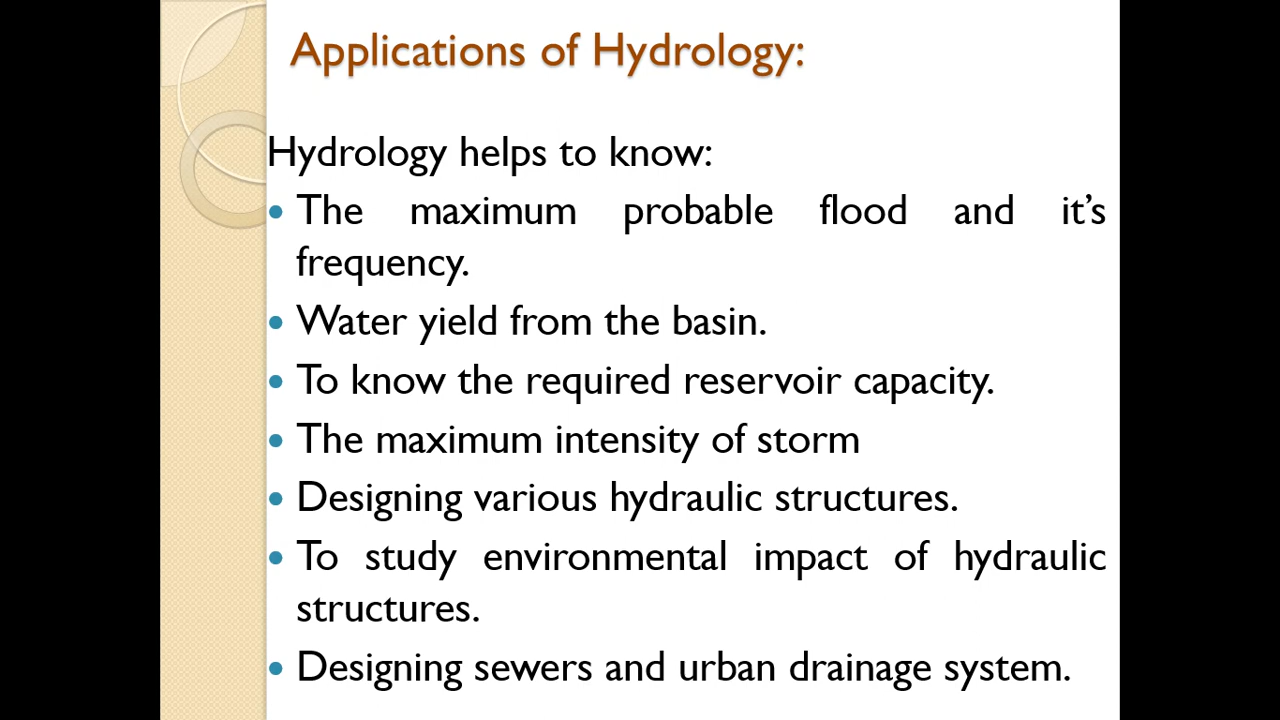 Applications of Hydrology:
Hydrology helps to know:
• The maximum probable flood and it’s
frequency.
• Water yield from the basin.
• To know the required reservoir capacity.
• The maximum intensity of storm
• Designing various hydraulic structures.
• To study environmental impact of hydraulic
structures.
• Designing sewers and urban drainage system.